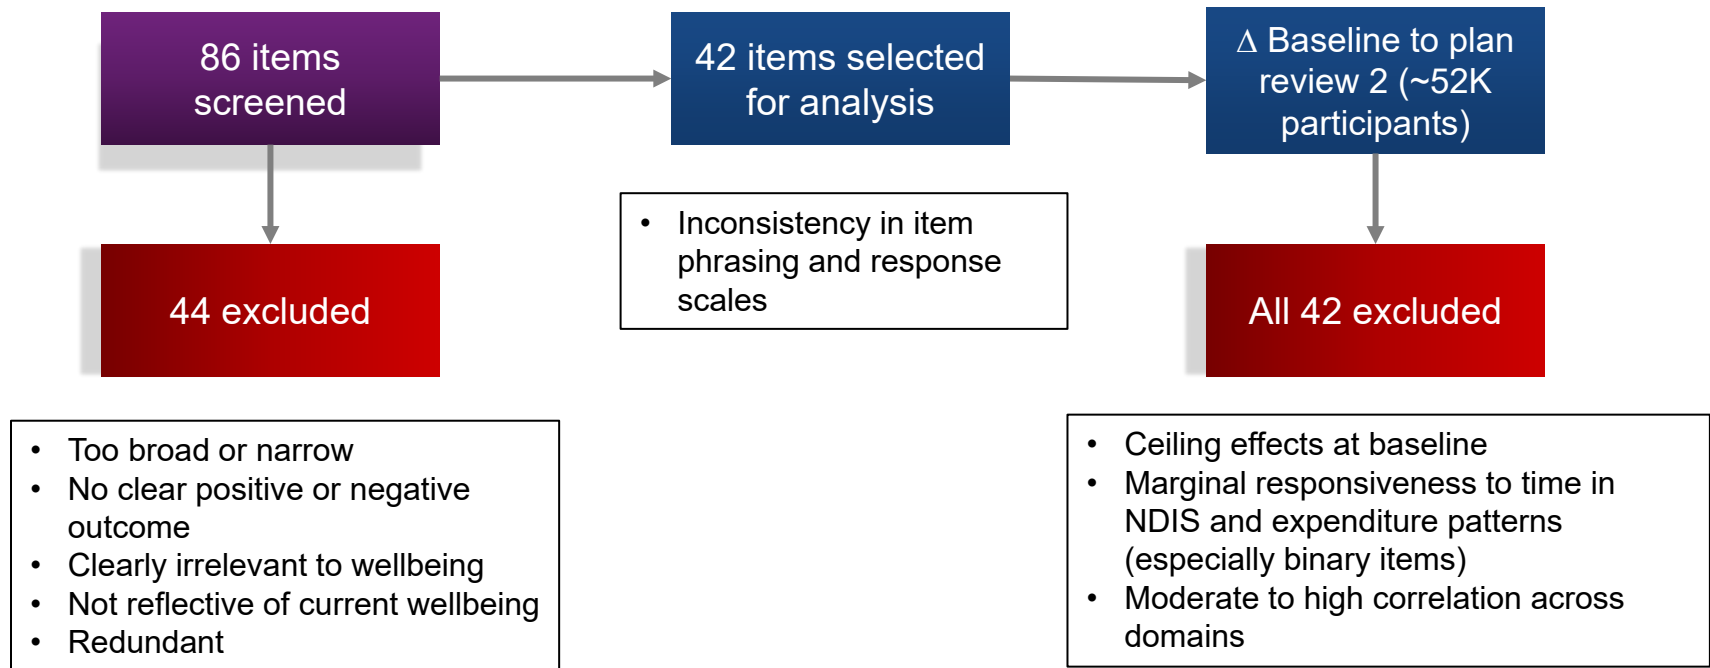 86 items
screened
42 items selected
for analysis
Δ Baseline to plan
review 2 (~52K
participants)
• Inconsistency in item
phrasing and response
scales
44 excluded
All 42 excluded
• Too broad or narrow
• No clear positive or negative
outcome
• Clearly irrelevant to wellbeing
• Not reflective of current wellbeing
• Redundant
• Ceiling effects at baseline
• Marginal responsiveness to time in
NDIS and expenditure patterns
(especially binary items)
• Moderate to high correlation across
domains